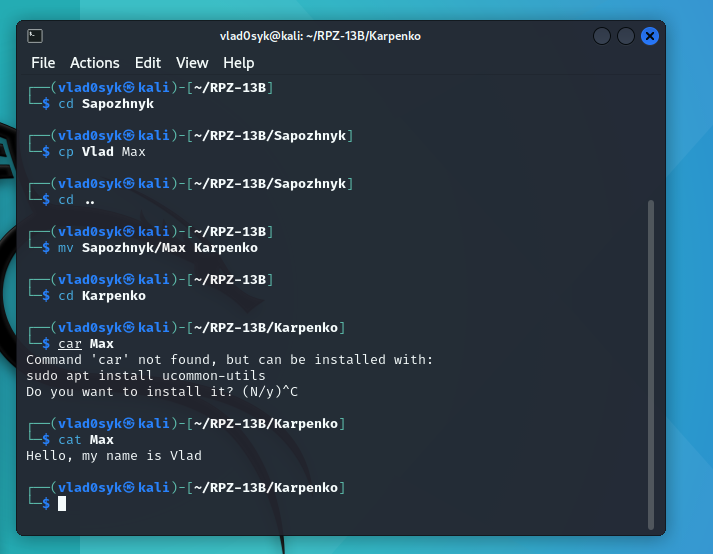 vlad0syk@kali: ~/RPZ-13B/Karpenko
File Actions Edit View Help
┌──(vlad0syk㉿kali)-[~/RPZ-13B]
└─$ cd Sapozhnyk
┌──(vlad0syk㉿kali)-[~/RPZ-13B/Sapozhnyk]
└─$ cp Vlad Max
┌──(vlad0syk㉿kali)-[~/RPZ-13B/Sapozhnyk]
└─$ cd ..
┌──(vlad0syk㉿kali)-[~/RPZ-13B]
└─$ mv Sapozhnyk/Max Karpenko
┌──(vlad0syk㉿kali)-[~/RPZ-13B]
└─$ cd Karpenko
┌──(vlad0syk㉿kali)-[~/RPZ-13B/Karpenko]
└─$ car Max
Command 'car' not found, but can be installed with:
sudo apt install ucommon-utils
Do you want to install it? (N/y)^C
┌──(vlad0syk㉿kali)-[~/RPZ-13B/Karpenko]
└─$ cat Max
Hello, my name is Vlad
┌──(vlad0syk㉿kali)-[~/RPZ-13B/Karpenko]
└─$